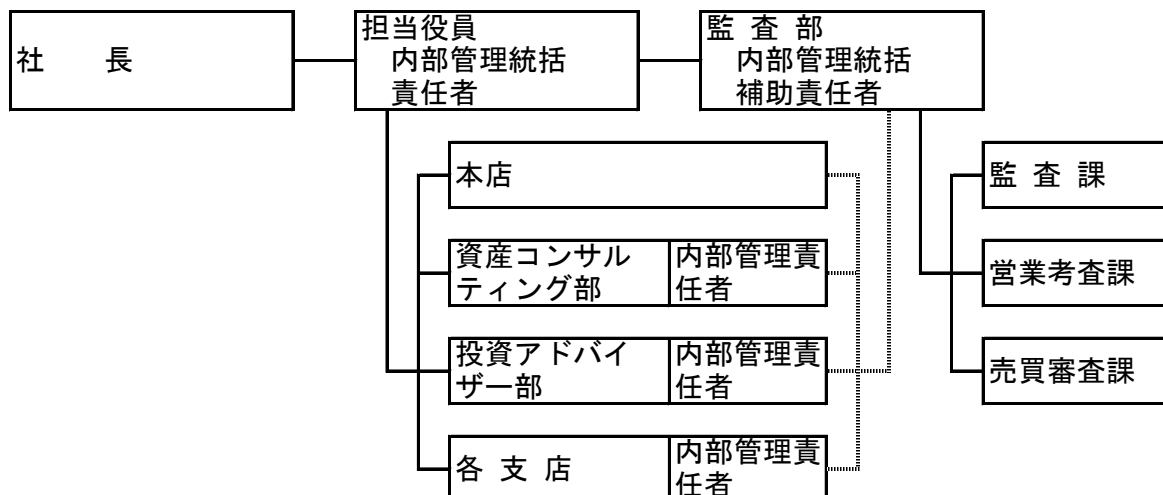 社　　長
担当役員
内部管理統括
責任者
監 査 部
内部管理統括
補助責任者
本店
監 査 課
資産コンサル
ティング部
内部管理責
任者
営業考査課
投資アドバイ
ザー部
内部管理責
任者
売買審査課
各 支 店
内部管理責
任者